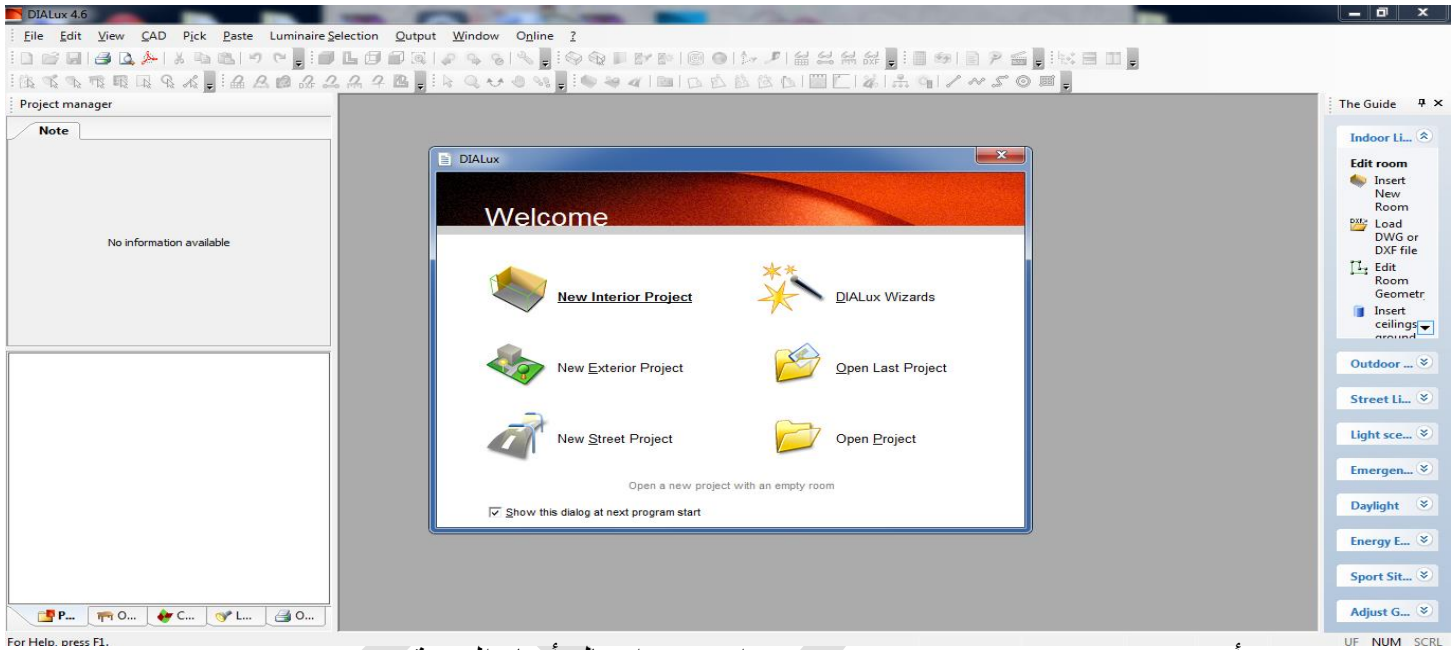 DIALux 4.6
File Edit View CAD Pick Paste Luminaire Selection Output Window Online ?
Project manager
Note
No information available
P... O... C... L... O...
For Help, press F1.
DIALux
Welcome
New Interior Project
DIALux Wizards
New Exterior Project
Open Last Project
New Street Project
Open Project
Open a new project with an empty room
Show this dialog at next program start
The Guide
Indoor Li...
Edit room
Insert
New
Room
Load
DWG or
DXF file
Edit
Room
Geometr
Insert
ceilings
ground
Outdoor ...
Street Li...
Light sce...
Emergen...
Daylight
Energy E...
Sport Sit...
Adjust G...
UF NUM SCRL